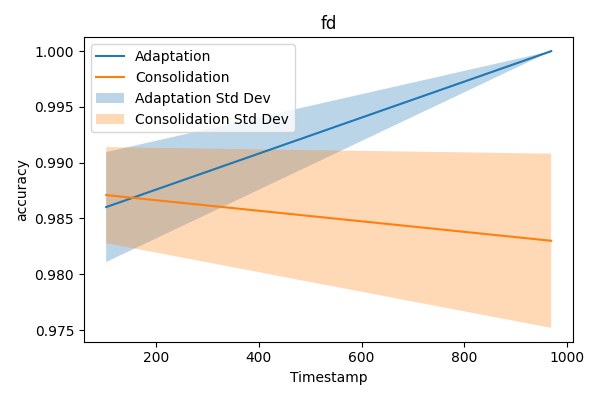 fd
1.000
0.995
0.990
0.985
0.980
0.975
accuracy
Adaptation
Consolidation
Adaptation Std Dev
Consolidation Std Dev
200 400 600 800 1000
Timestamp